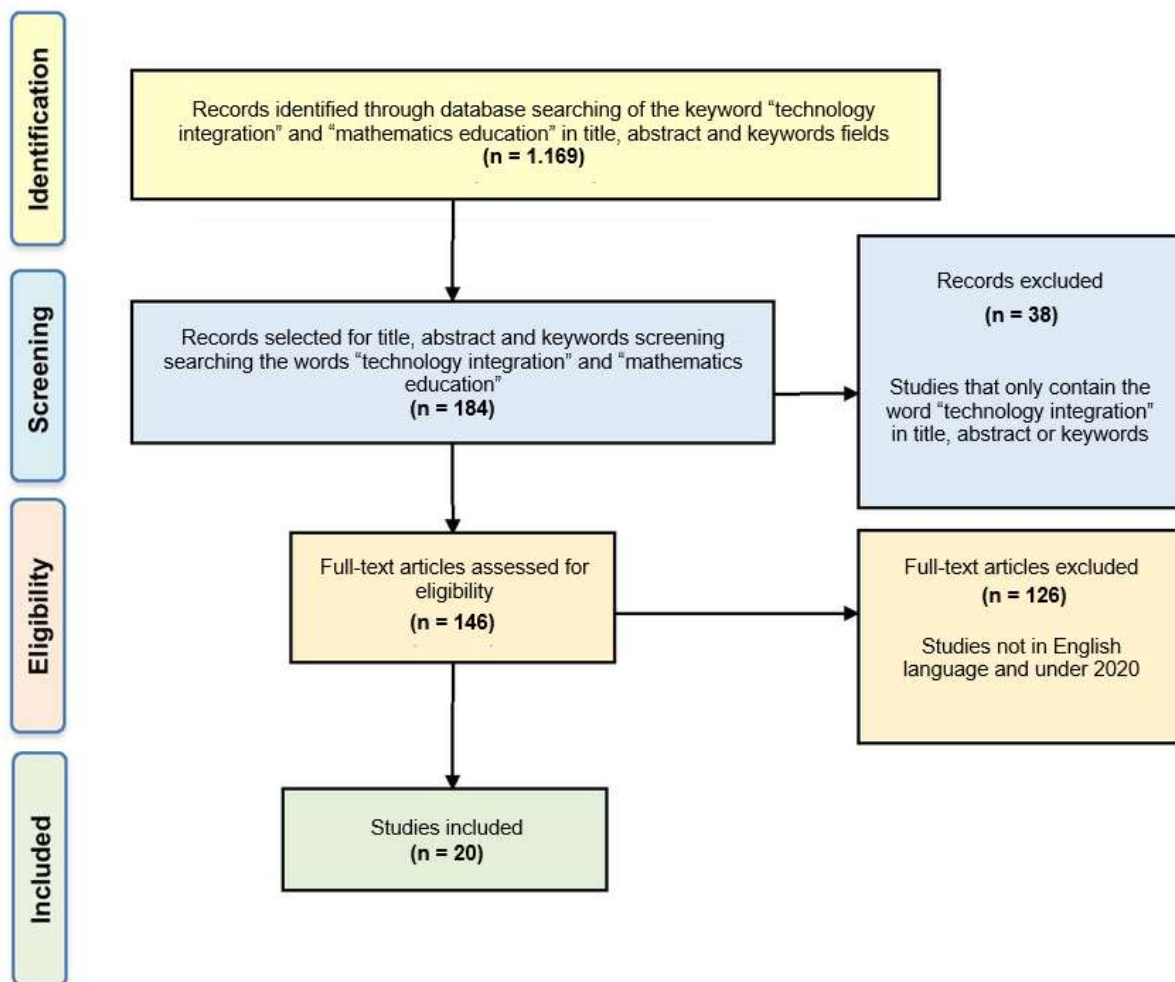 Identification
Records identified through database searching of the keyword “technology
integration” and “mathematics education” in title, abstract and keywords fields
(n = 1.169)
Screening
Records selected for title, abstract and keywords screening
searching the words “technology integration” and “mathematics
education”
(n = 184)
Records excluded
(n = 38)
Studies that only contain the
word “technology integration”
in title, abstract or keywords
Eligibility
Full-text articles assessed for
eligibility
(n = 146)
Full-text articles excluded
(n = 126)
Studies not in English
language and under 2020
Included
Studies included
(n = 20)